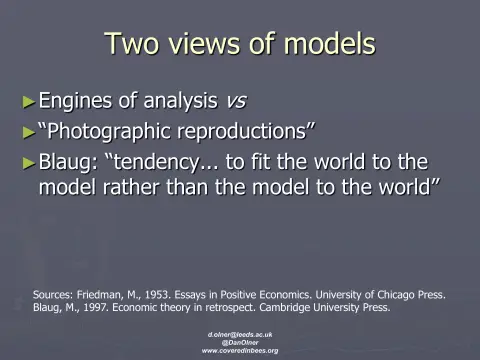 Two views of models
►Engines of analysis vs
►“Photographic reproductions”
►Blaug: “tendency... to fit the world to the
model rather than the model to the world”
Sources: Friedman, M., 1953. Essays in Positive Economics. University of Chicago Press.
Blaug, M., 1997. Economic theory in retrospect. Cambridge University Press.
d.olner@leeds.ac.uk
@DanOlner
www.coveredinbees.org